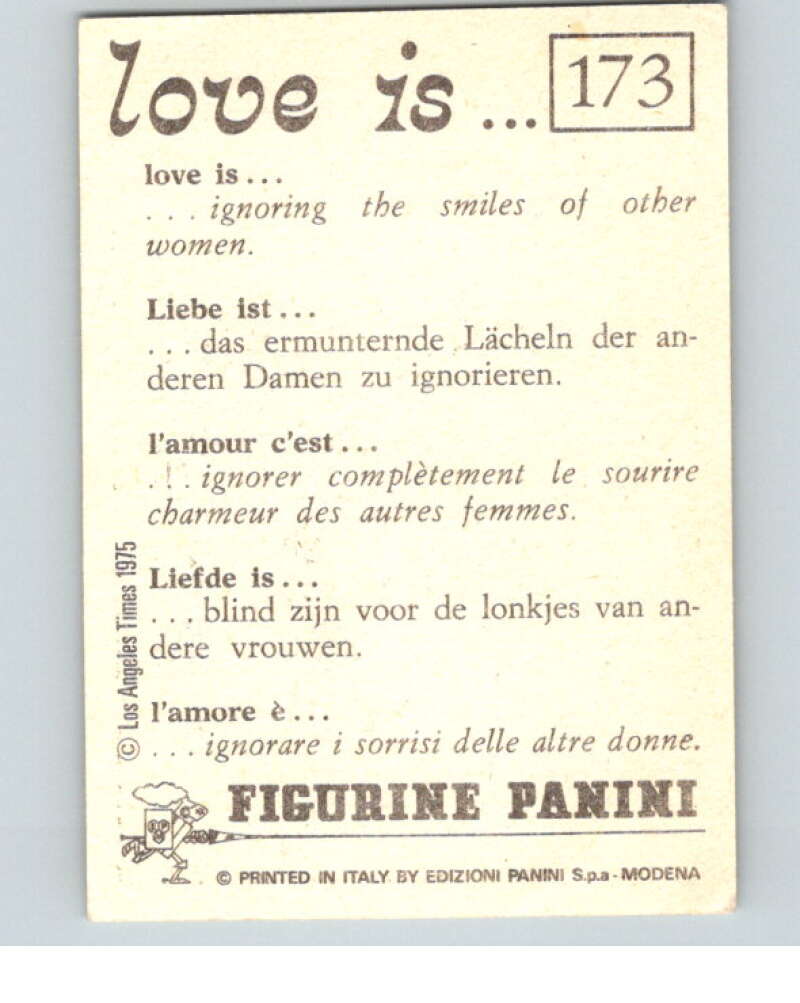 love is ... 173
love is...
...ignoring the smiles of other
women.
Liebe ist...
...das ermunternde Lächeln der an-
deren Damen zu ignorieren.
l'amour c'est...
...ignorer complètement le sourire
charmeur des autres femmes.
Liefde is...
...blind zijn voor de lonkjes van an-
dere vrouwen.
l'amore è...
...ignorare i sorrisi delle altre donne.
© Los Angeles Times 1975
FIGURINE PANINI
© PRINTED IN ITALY BY EDIZIONI PANINI S.p.a - MODENA